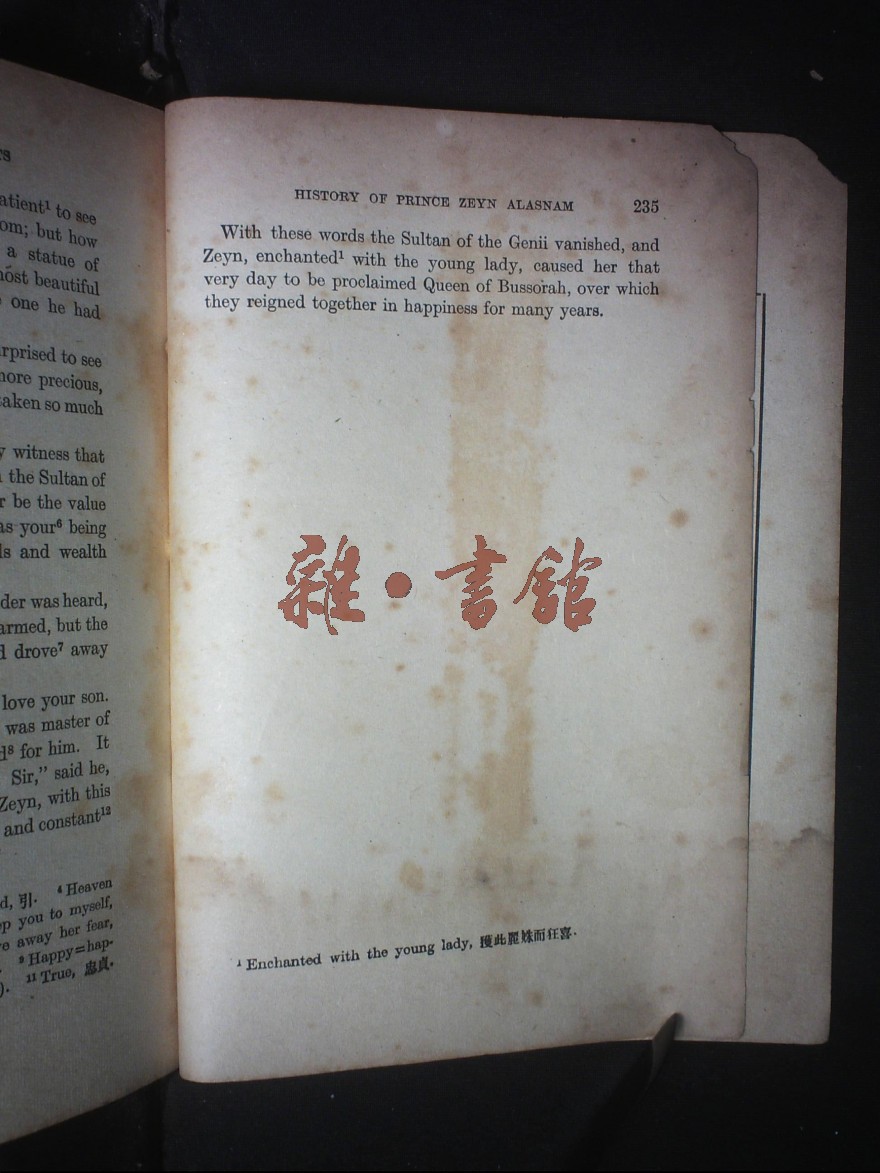 rs
atient¹ to see
om; but how
a statue of
most beautiful
one he had
rprised to see
more precious,
taken so much
y witness that
the Sultan of
r be the value
as your⁶ being
ls and wealth
der was heard,
armed, but the
d drove⁷ away
love your son.
was master of
d⁸ for him. It
Sir,” said he,
Zeyn, with this
and constant¹²
d, 引. ⁴ Heaven
ep you to myself,
e away her fear,
⁹ Happy=hap-
). ¹¹ True, 忠貞.
HISTORY OF PRINCE ZEYN ALASNAM 235
With these words the Sultan of the Genii vanished, and
Zeyn, enchanted¹ with the young lady, caused her that
very day to be proclaimed Queen of Bussorah, over which
they reigned together in happiness for many years.
雜·書館
¹ Enchanted with the young lady, 獲此麗姝而狂喜.